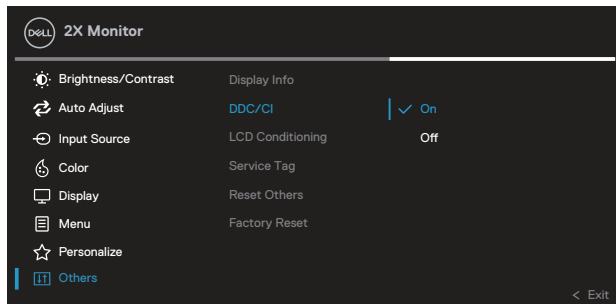 DELL 2X Monitor
Brightness/Contrast Display Info
Auto Adjust DDC/CI On
Input Source LCD Conditioning Off
Color Service Tag
Display Reset Others
Menu Factory Reset
Personalize
Others
< Exit